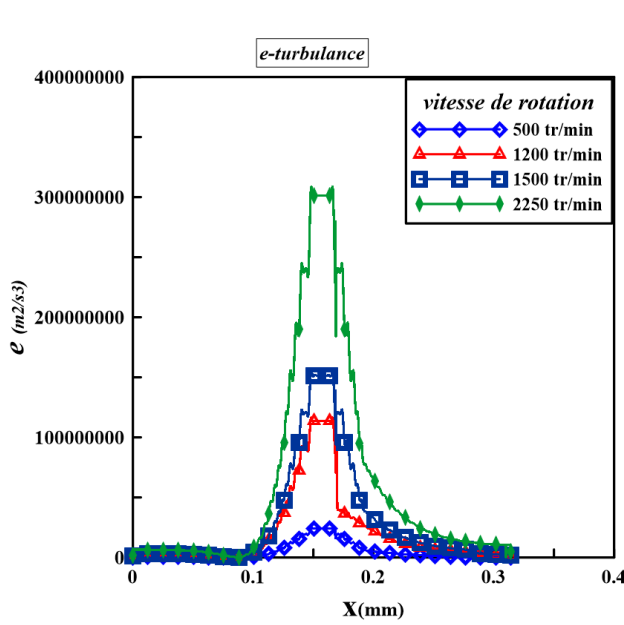 e-turbulance
400000000
300000000
200000000
100000000
0
e (m2/s3)
vitesse de rotation
500 tr/min
1200 tr/min
1500 tr/min
2250 tr/min
0 0.1 0.2 0.3 0.4
x(mm)